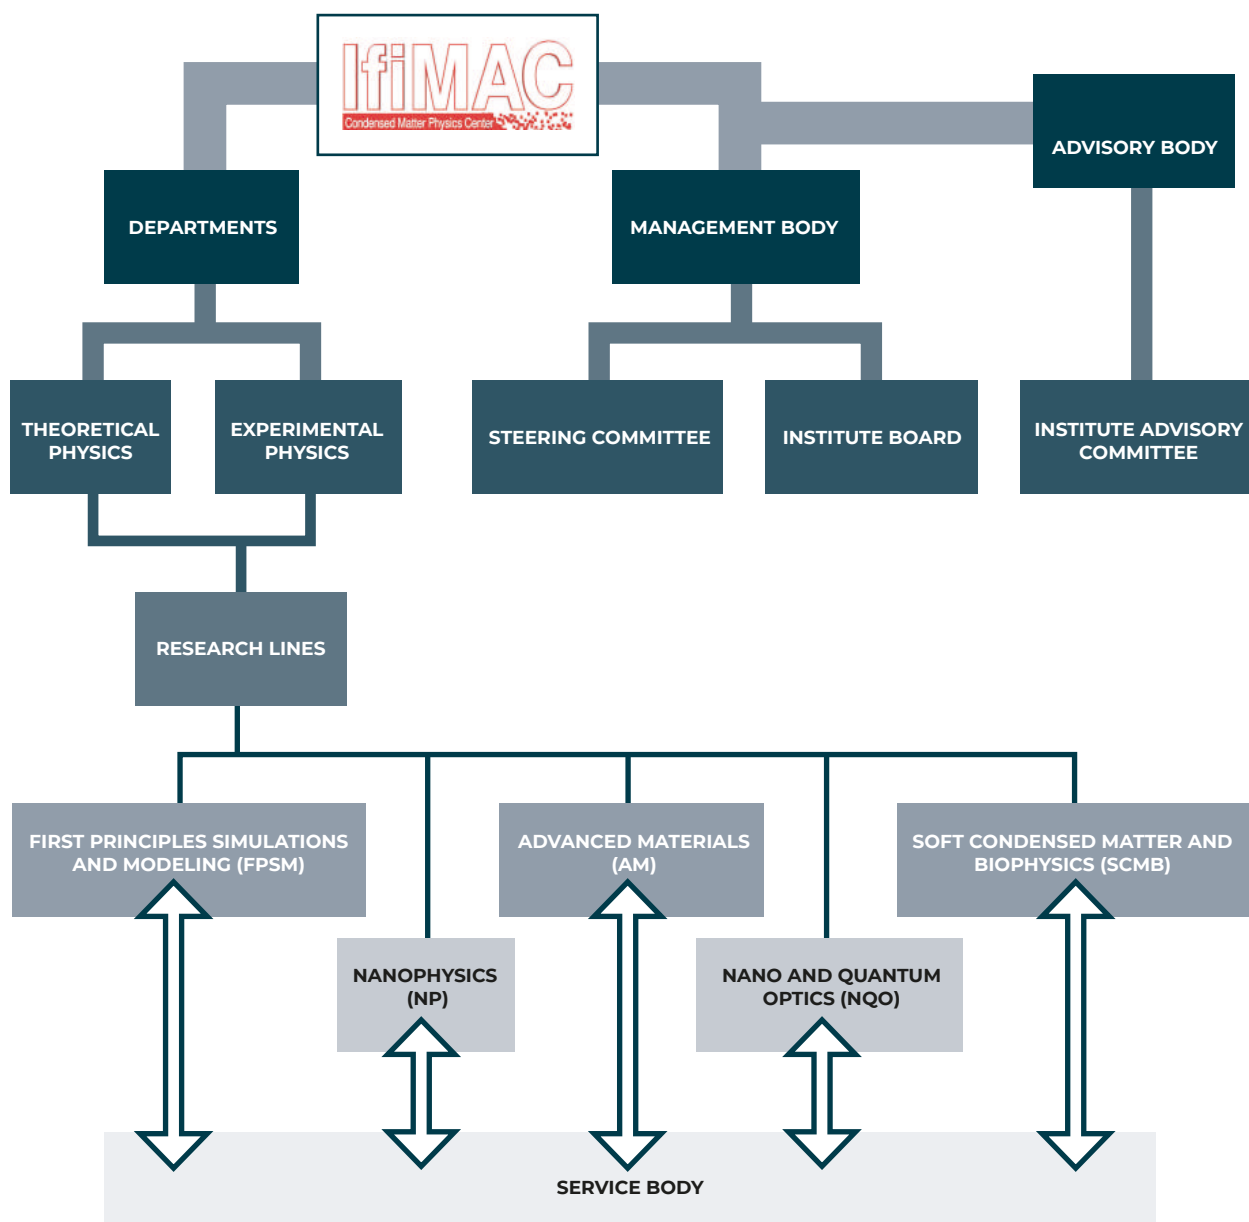 IfiMAC
Condensed Matter Physics Center
ADVISORY BODY
DEPARTMENTS
MANAGEMENT BODY
THEORETICAL
PHYSICS
EXPERIMENTAL
PHYSICS
STEERING COMMITTEE
INSTITUTE BOARD
INSTITUTE ADVISORY
COMMITTEE
RESEARCH LINES
FIRST PRINCIPLES SIMULATIONS
AND MODELING (FPSM)
ADVANCED MATERIALS
(AM)
SOFT CONDENSED MATTER AND
BIOPHYSICS (SCMB)
NANOPHYSICS
(NP)
NANO AND QUANTUM
OPTICS (NQO)
SERVICE BODY